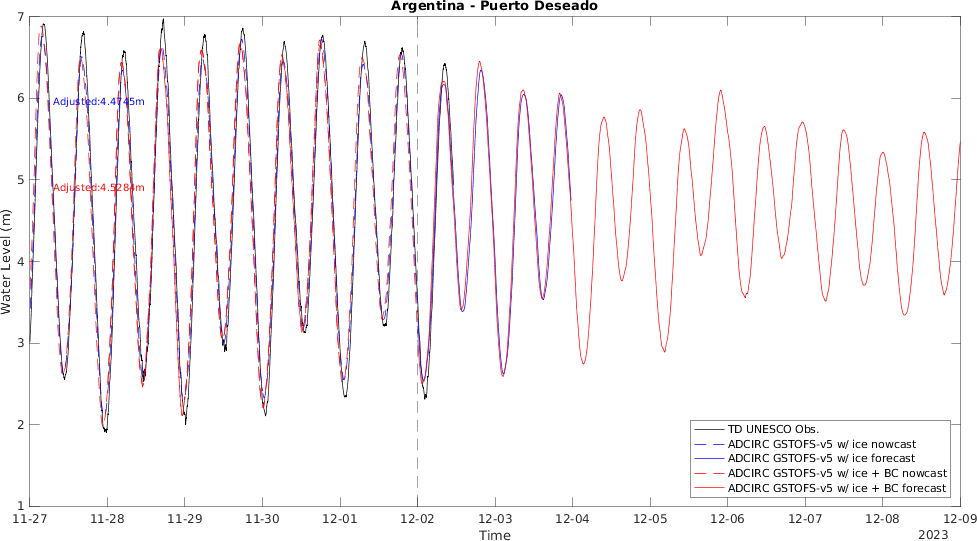 Argentina - Puerto Deseado
7
6
5
4
3
2
1
Water Level (m)
Adjusted:4.4745m
Adjusted:4.5284m
TD UNESCO Obs.
ADCIRC GSTOFS-v5 w/ ice nowcast
ADCIRC GSTOFS-v5 w/ ice forecast
ADCIRC GSTOFS-v5 w/ ice + BC nowcast
ADCIRC GSTOFS-v5 w/ ice + BC forecast
11-27 11-28 11-29 11-30 12-01 12-02 12-03 12-04 12-05 12-06 12-07 12-08 12-09
Time
2023